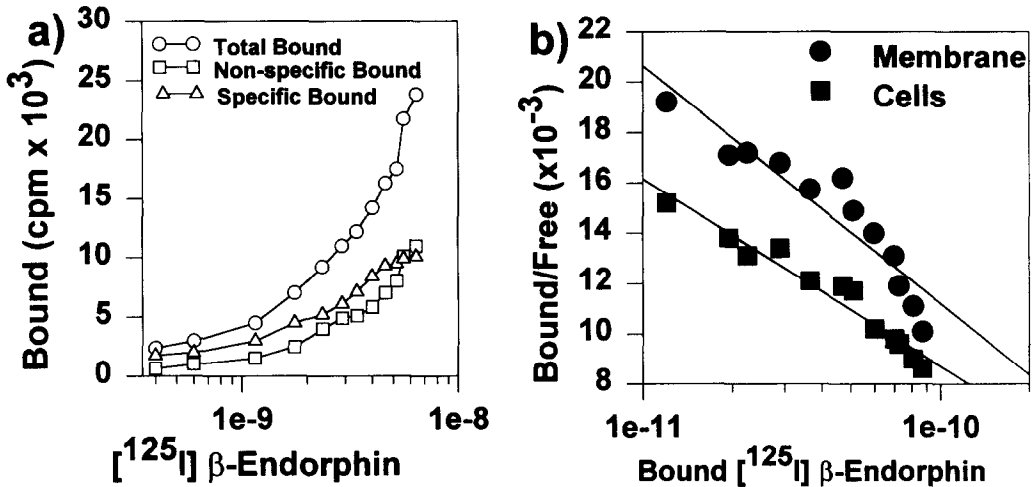 a)
30
25
20
15
10
5
0
Bound (cpm x 10³)
Total Bound
Non-specific Bound
Specific Bound
1e-9
1e-8
[¹²⁵I] β-Endorphin
b)
22
20
18
16
14
12
10
8
Bound/Free (x10⁻³)
Membrane
Cells
1e-11
1e-10
Bound [¹²⁵I] β-Endorphin